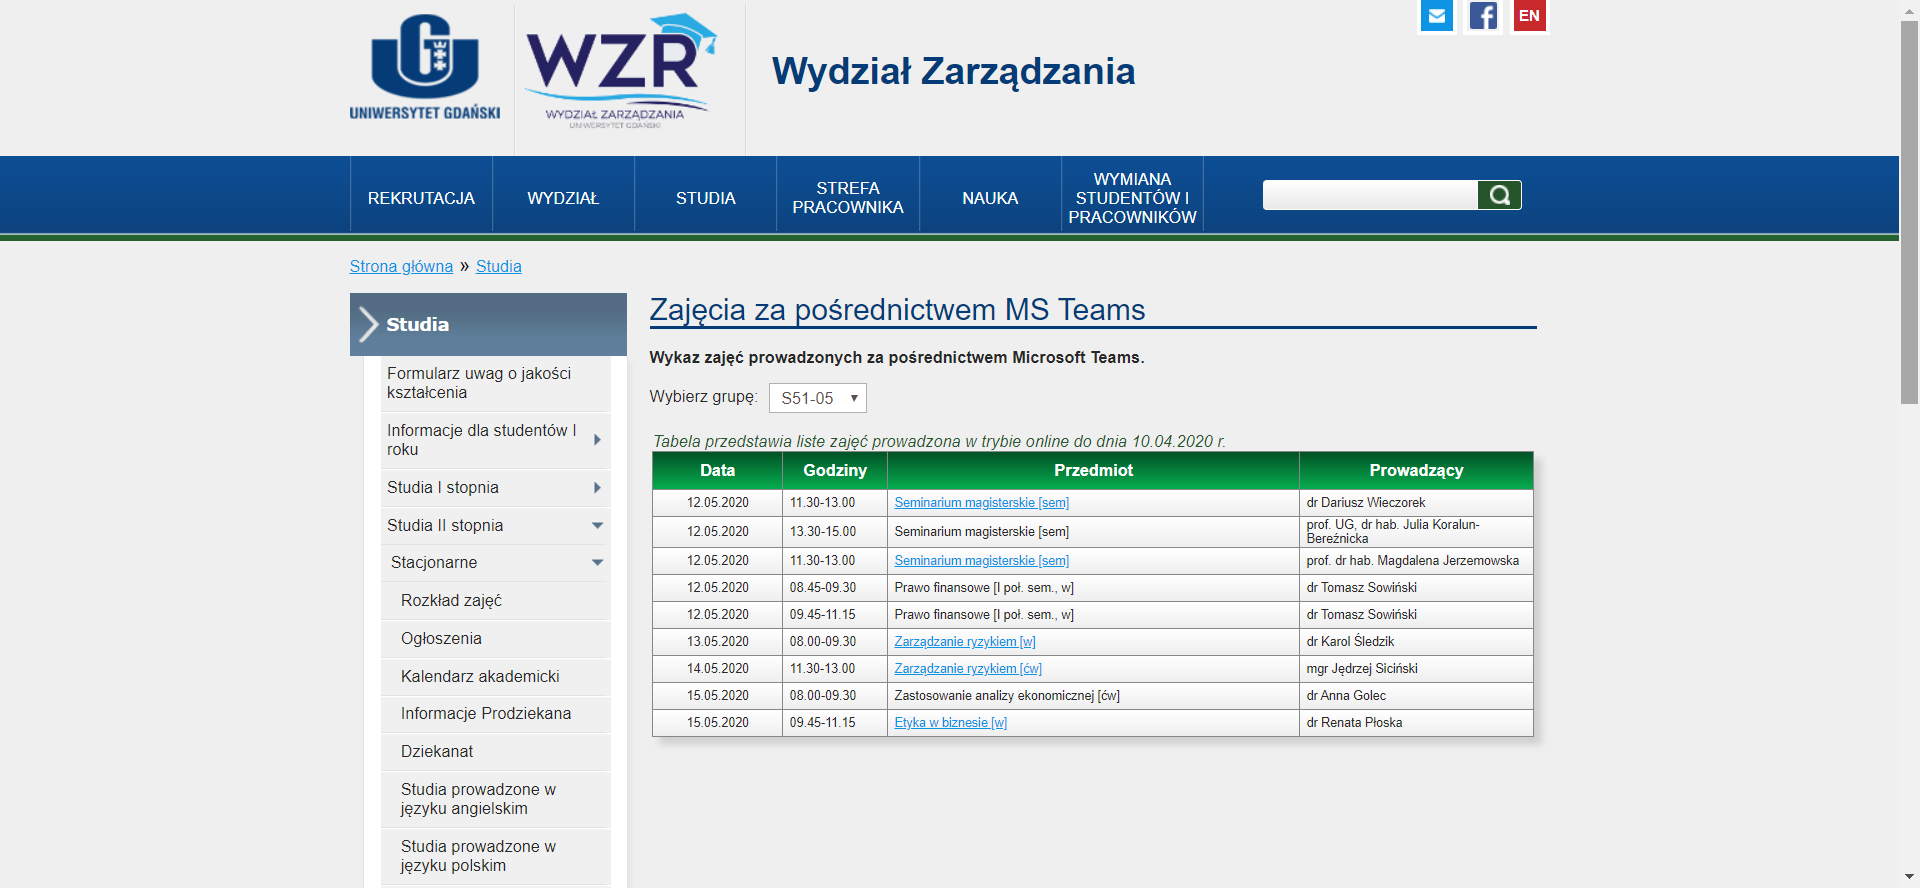 UNIWERSYTET GDAŃSKI
WZR
WYDZIAŁ ZARZĄDZANIA
UNIWERSYTET GDAŃSKI
Wydział Zarządzania
EN
REKRUTACJA
WYDZIAŁ
STUDIA
STREFA
PRACOWNIKA
NAUKA
WYMIANA
STUDENTÓW I
PRACOWNIKÓW
Strona główna » Studia
Studia
Formularz uwag o jakości
kształcenia
Informacje dla studentów I
roku
Studia I stopnia
Studia II stopnia
Stacjonarne
Rozkład zajęć
Ogłoszenia
Kalendarz akademicki
Informacje Prodziekana
Dziekanat
Studia prowadzone w
języku angielskim
Studia prowadzone w
języku polskim
Zajęcia za pośrednictwem MS Teams
Wykaz zajęć prowadzonych za pośrednictwem Microsoft Teams.
Wybierz grupę: S51-05
Tabela przedstawia liste zajęć prowadzona w trybie online do dnia 10.04.2020 r.
Data Godziny Przedmiot Prowadzący
12.05.2020 11.30-13.00 Seminarium magisterskie [sem] dr Dariusz Wieczorek
12.05.2020 13.30-15.00 Seminarium magisterskie [sem] prof. UG, dr hab. Julia Koralun-
Bereźnicka
12.05.2020 11.30-13.00 Seminarium magisterskie [sem] prof. dr hab. Magdalena Jerzemowska
12.05.2020 08.45-09.30 Prawo finansowe [I poł. sem., w] dr Tomasz Sowiński
12.05.2020 09.45-11.15 Prawo finansowe [I poł. sem., w] dr Tomasz Sowiński
13.05.2020 08.00-09.30 Zarządzanie ryzykiem [w] dr Karol Śledzik
14.05.2020 11.30-13.00 Zarządzanie ryzykiem [ćw] mgr Jędrzej Siciński
15.05.2020 08.00-09.30 Zastosowanie analizy ekonomicznej [ćw] dr Anna Golec
15.05.2020 09.45-11.15 Etyka w biznesie [w] dr Renata Płoska